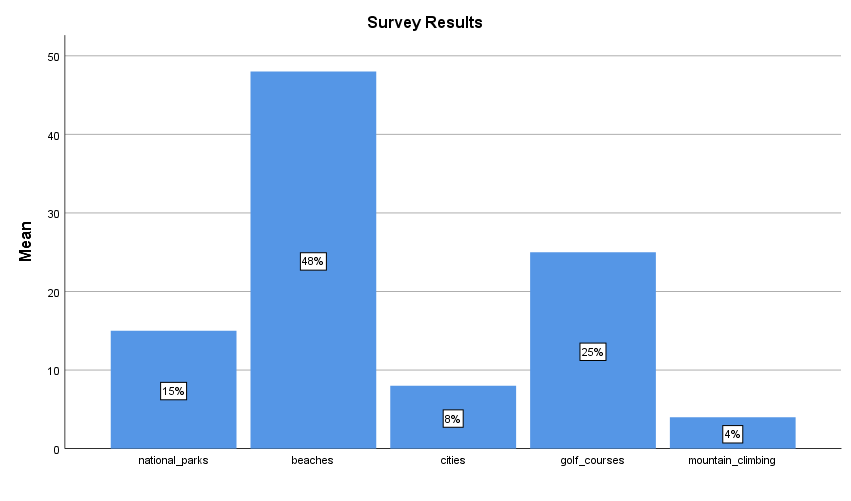 Survey Results
Mean
50
40
30
20
10
0
15%
48%
8%
25%
4%
national_parks
beaches
cities
golf_courses
mountain_climbing